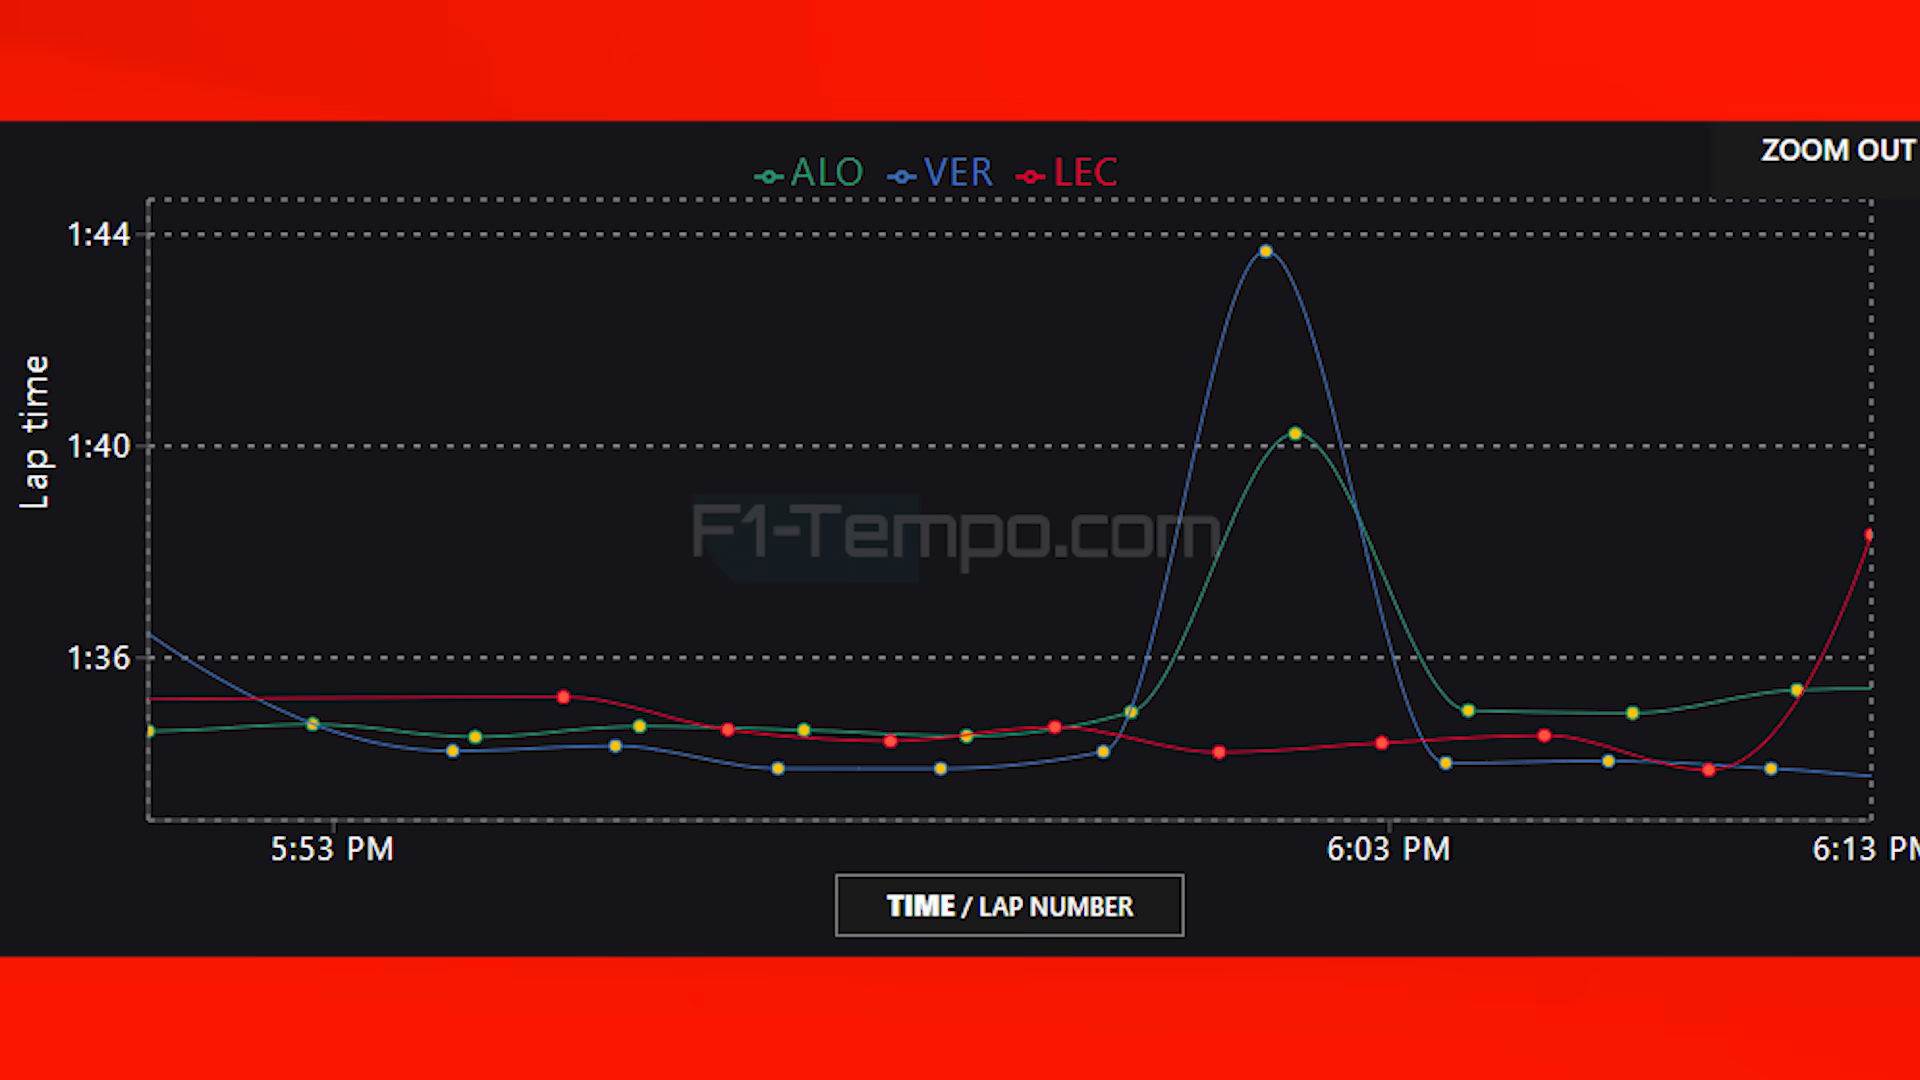 ZOOM OUT
ALO VER LEC
1:44
1:40
1:36
Lap time
F1-Tempo.com
5:53 PM 6:03 PM 6:13 PM
TIME / LAP NUMBER